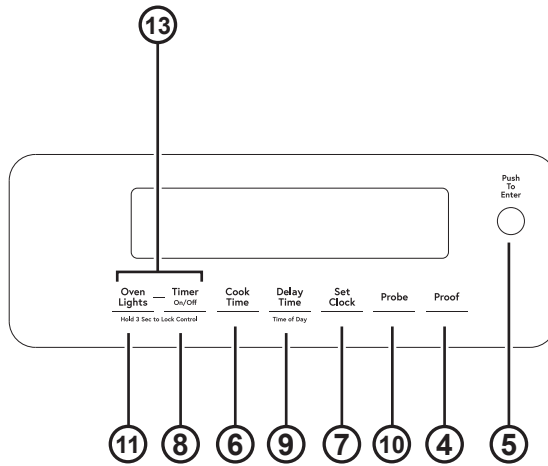 13
Push
To
Enter
Oven
Lights
Timer
On/Off
Hold 3 Sec to Lock Control
Cook
Time
Delay
Time
Time of Day
Set
Clock
Probe
Proof
11
8
6
9
7
10
4
5